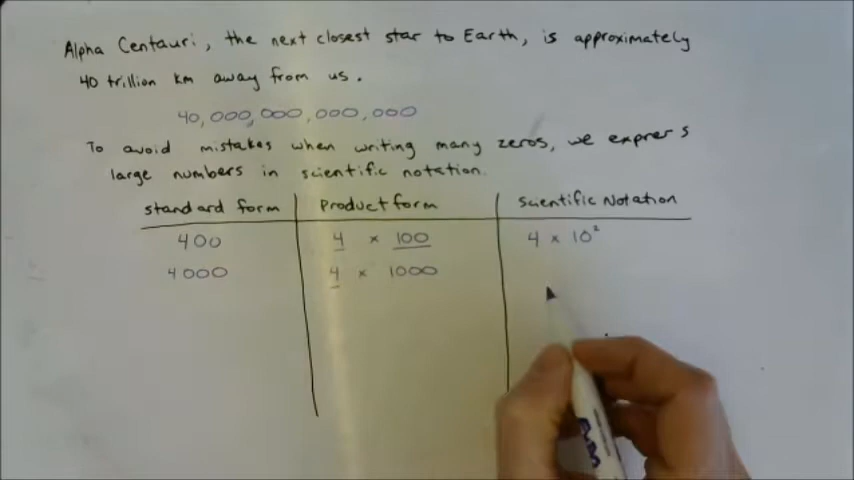 Alpha Centauri, the next closest star to Earth, is approximately
40 trillion km away from us.
40,000,000,000,000
To avoid mistakes when writing many zeros, we express
large numbers in scientific notation.
standard form Product form Scientific Notation
400 4 × 100 4 × 10²
4000 4 × 1000